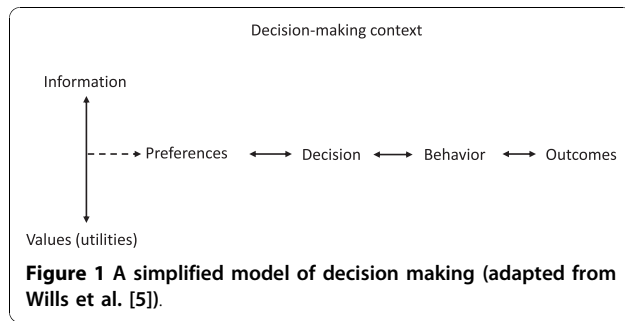 Decision-making context
Information
Preferences Decision Behavior Outcomes
Values (utilities)
Figure 1 A simplified model of decision making (adapted from
Wills et al. [5]).